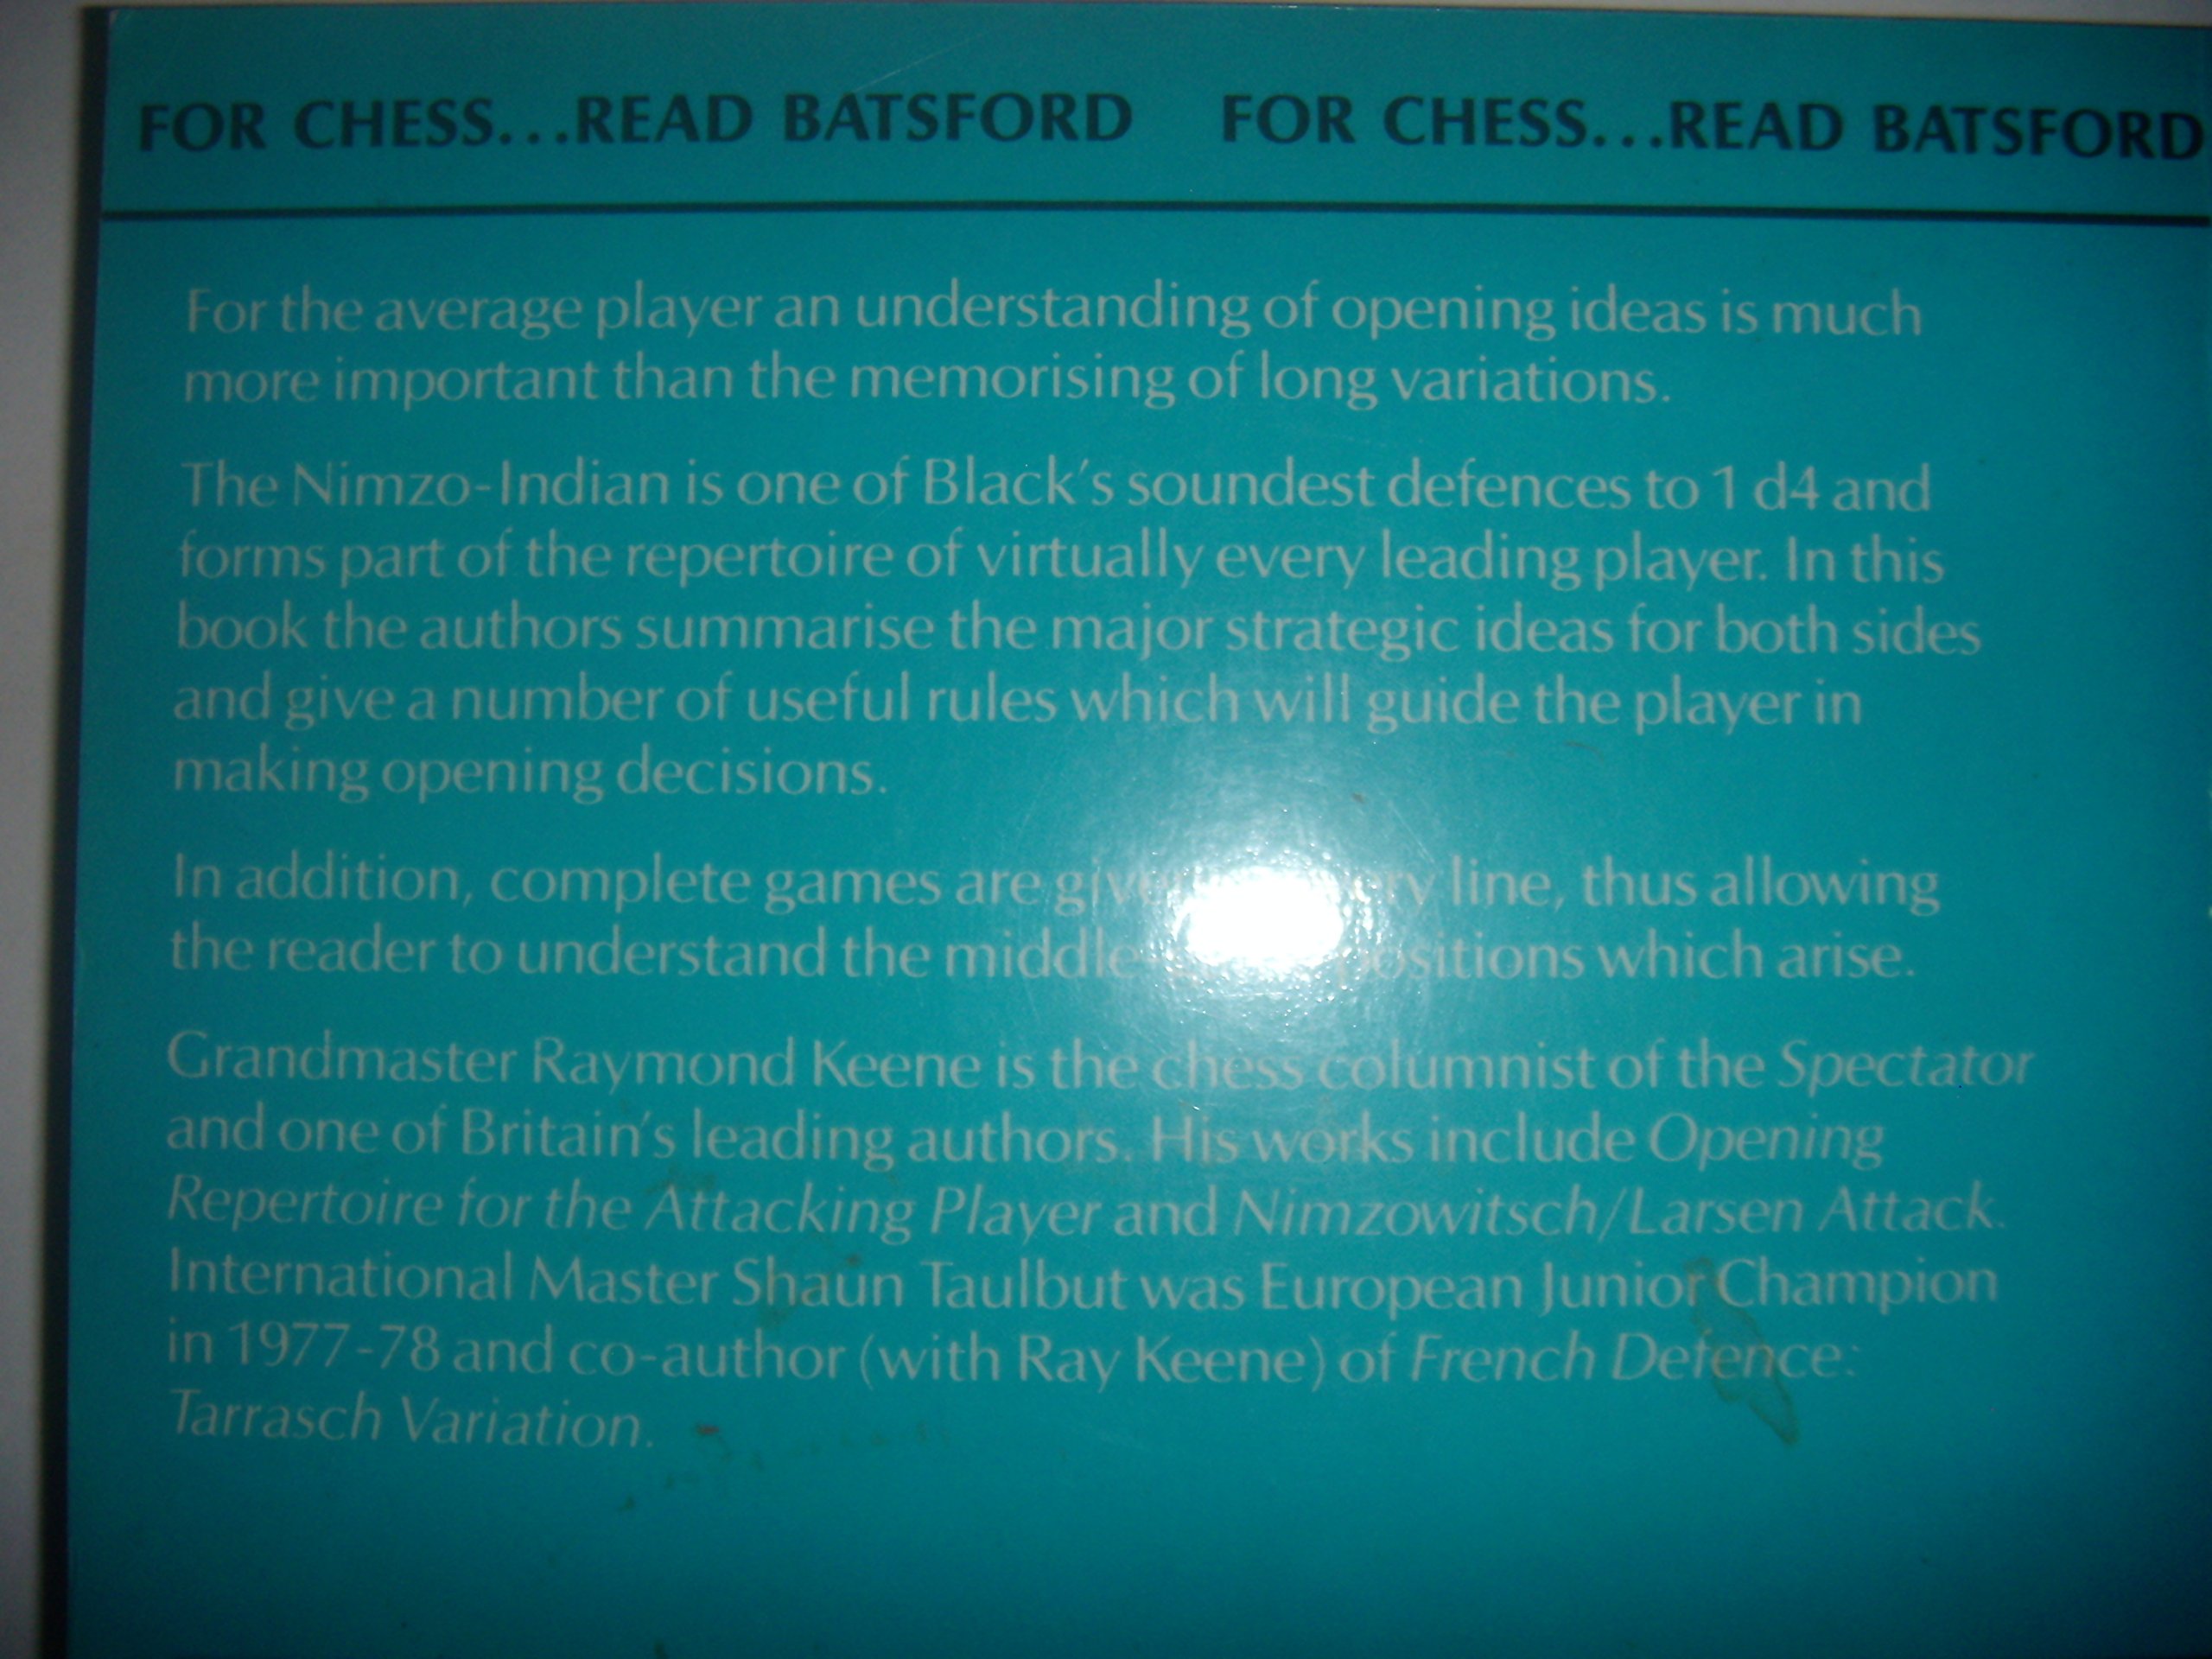 FOR CHESS...READ BATSFORD FOR CHESS...READ BATSFORD
For the average player an understanding of opening ideas is much
more important than the memorising of long variations.
The Nimzo-Indian is one of Black's soundest defences to 1 d4 and
forms part of the repertoire of virtually every leading player. In this
book the authors summarise the major strategic ideas for both sides
and give a number of useful rules which will guide the player in
making opening decisions.
In addition, complete games are line, thus allowing
the reader to understand the which arise.
Grandmaster Raymond Keene is the chess columnist of the Spectator
and one of Britain's leading authors. His works include Opening
Repertoire for the Attacking Player and Nimzowitsch/Larsen Attack.
International Master Shaun Taulbut was European Junior Champion
in 1977-78 and co-author (with Ray Keene) of French Defence:
Tarrasch Variation.